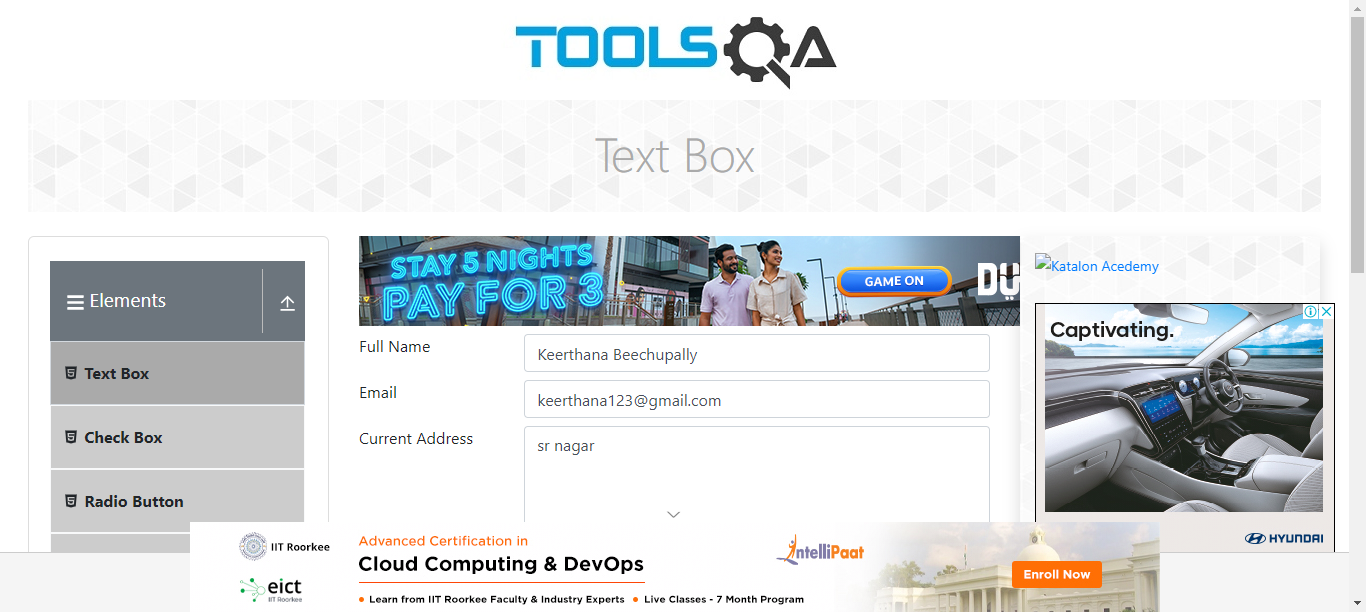 TOOLSQA
Text Box
Elements
Text Box
Check Box
Radio Button
STAY 5 NIGHTS
PAY FOR 3
GAME ON
DU
Full Name
Keerthana Beechupally
Email
keerthana123@gmail.com
Current Address
sr nagar
Katalon Acedemy
Captivating.
HYUNDAI
IIT Roorkee
eict
IIT Roorkee
Advanced Certification in
Cloud Computing & DevOps
Learn from IIT Roorkee Faculty & Industry Experts • Live Classes - 7 Month Program
IntelliPaat
Enroll Now